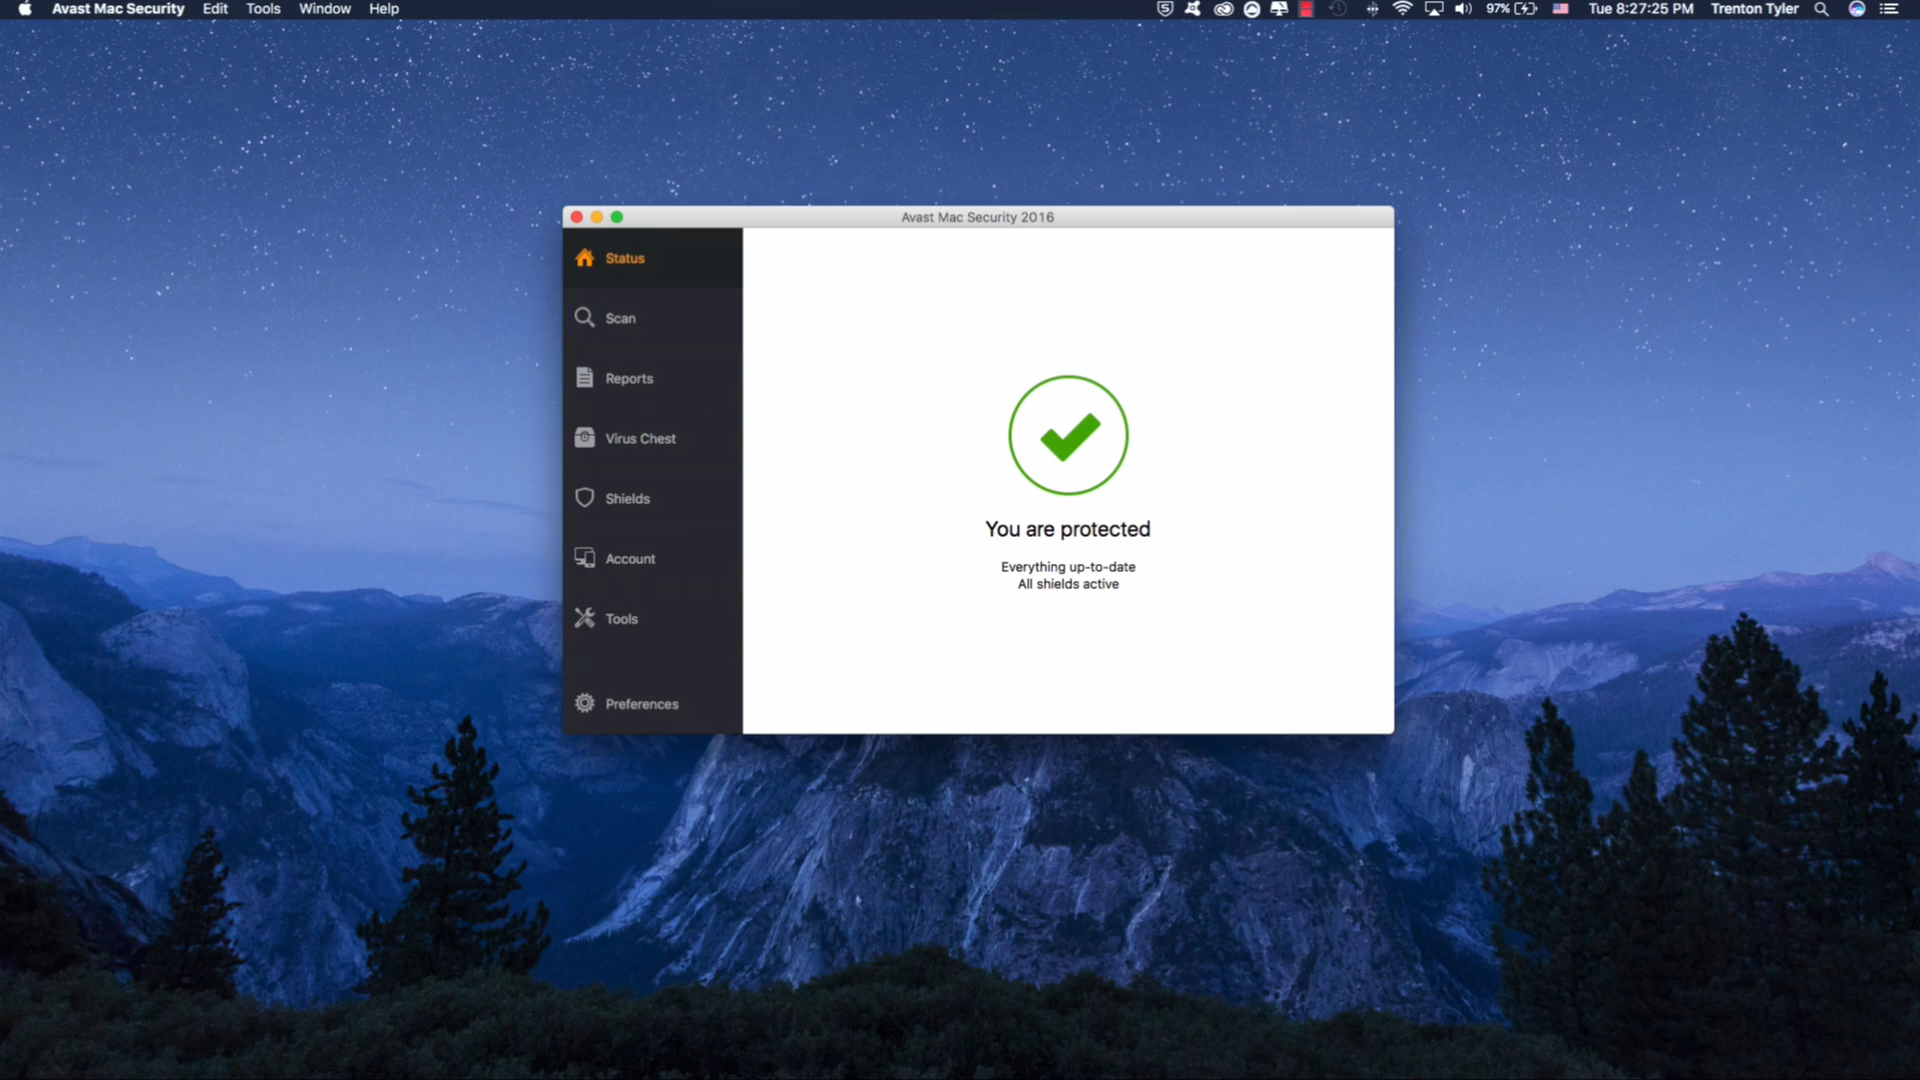 Avast Mac Security Edit Tools Window Help 97% Tue 8:27:25 PM Trenton Tyler
Avast Mac Security 2016
Status
Scan
Reports
Virus Chest
Shields
Account
Tools
Preferences
You are protected
Everything up-to-date
All shields active